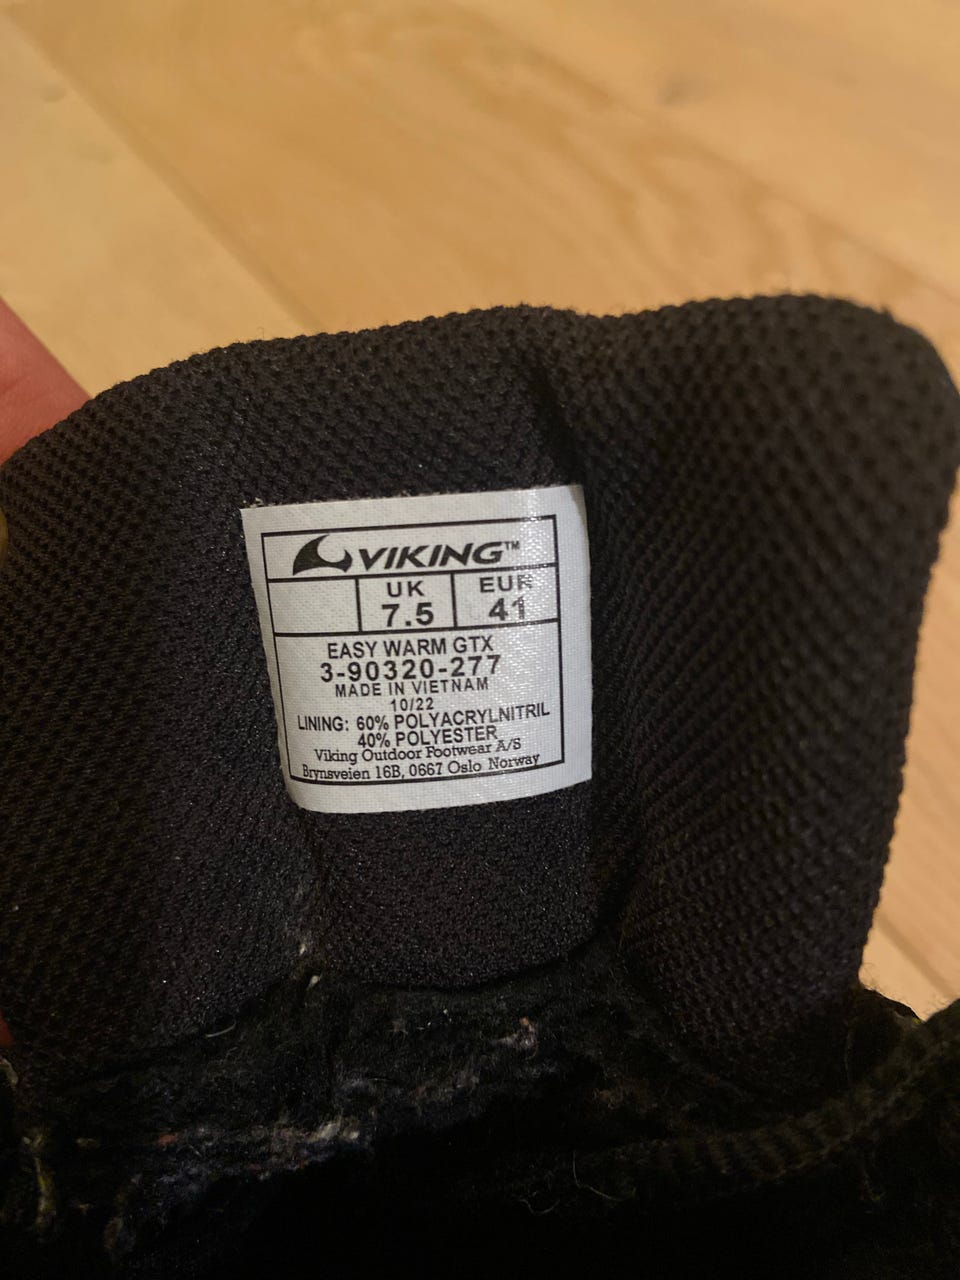 VIKING™
UK EUR
7.5 41
EASY WARM GTX
3-90320-277
MADE IN VIETNAM
10/22
LINING: 60% POLYACRYLNITRIL
40% POLYESTER
Viking Outdoor Footwear A/S
Brynsveien 16B, 0667 Oslo Norway